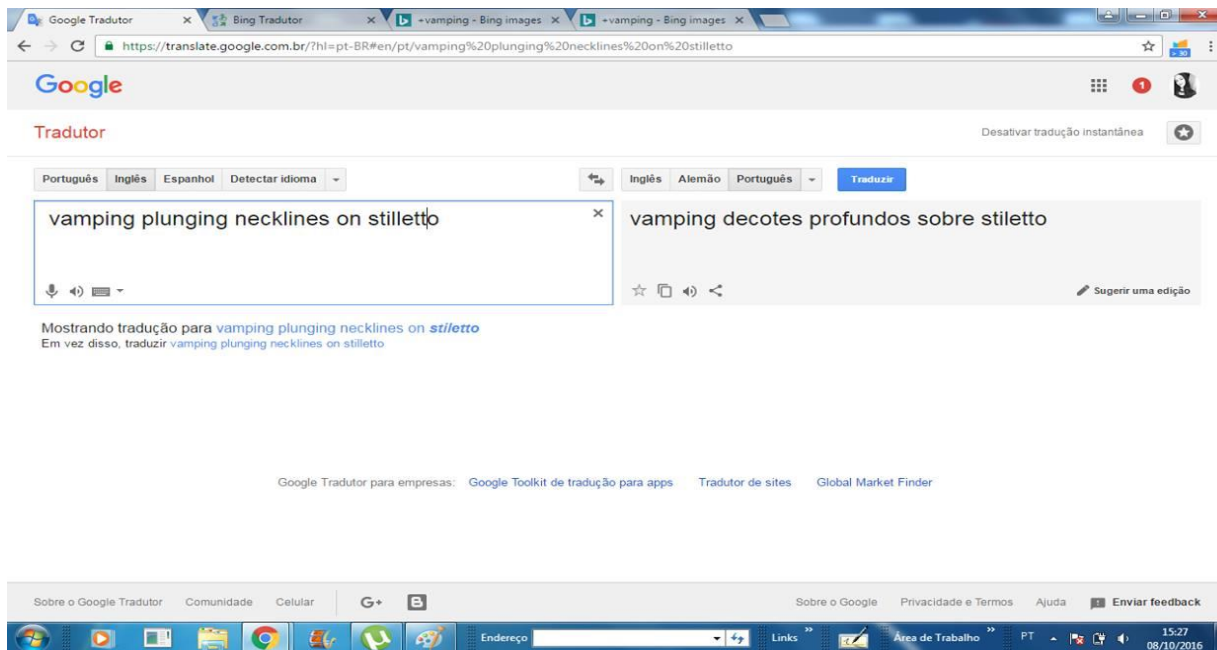 Google Tradutor
Bing Tradutor
+vamping - Bing images
+vamping - Bing images
https://translate.google.com.br/?hl=pt-BR#en/pt/vamping%20plunging%20necklines%20on%20stilletto
> 30
Google
1
Tradutor
Desativar tradução instantânea
Português Inglês Espanhol Detectar idioma
Inglês Alemão Português Traduzir
vamping plunging necklines on stilletto
vamping decotes profundos sobre stiletto
Sugerir uma edição
Mostrando tradução para vamping plunging necklines on stiletto
Em vez disso, traduzir vamping plunging necklines on stilletto
Google Tradutor para empresas: Google Toolkit de tradução para apps Tradutor de sites Global Market Finder
Sobre o Google Tradutor Comunidade Celular G+ B
Sobre o Google Privacidade e Termos Ajuda Enviar feedback
Endereço Links » Área de Trabalho » PT 15:27
08/10/2016